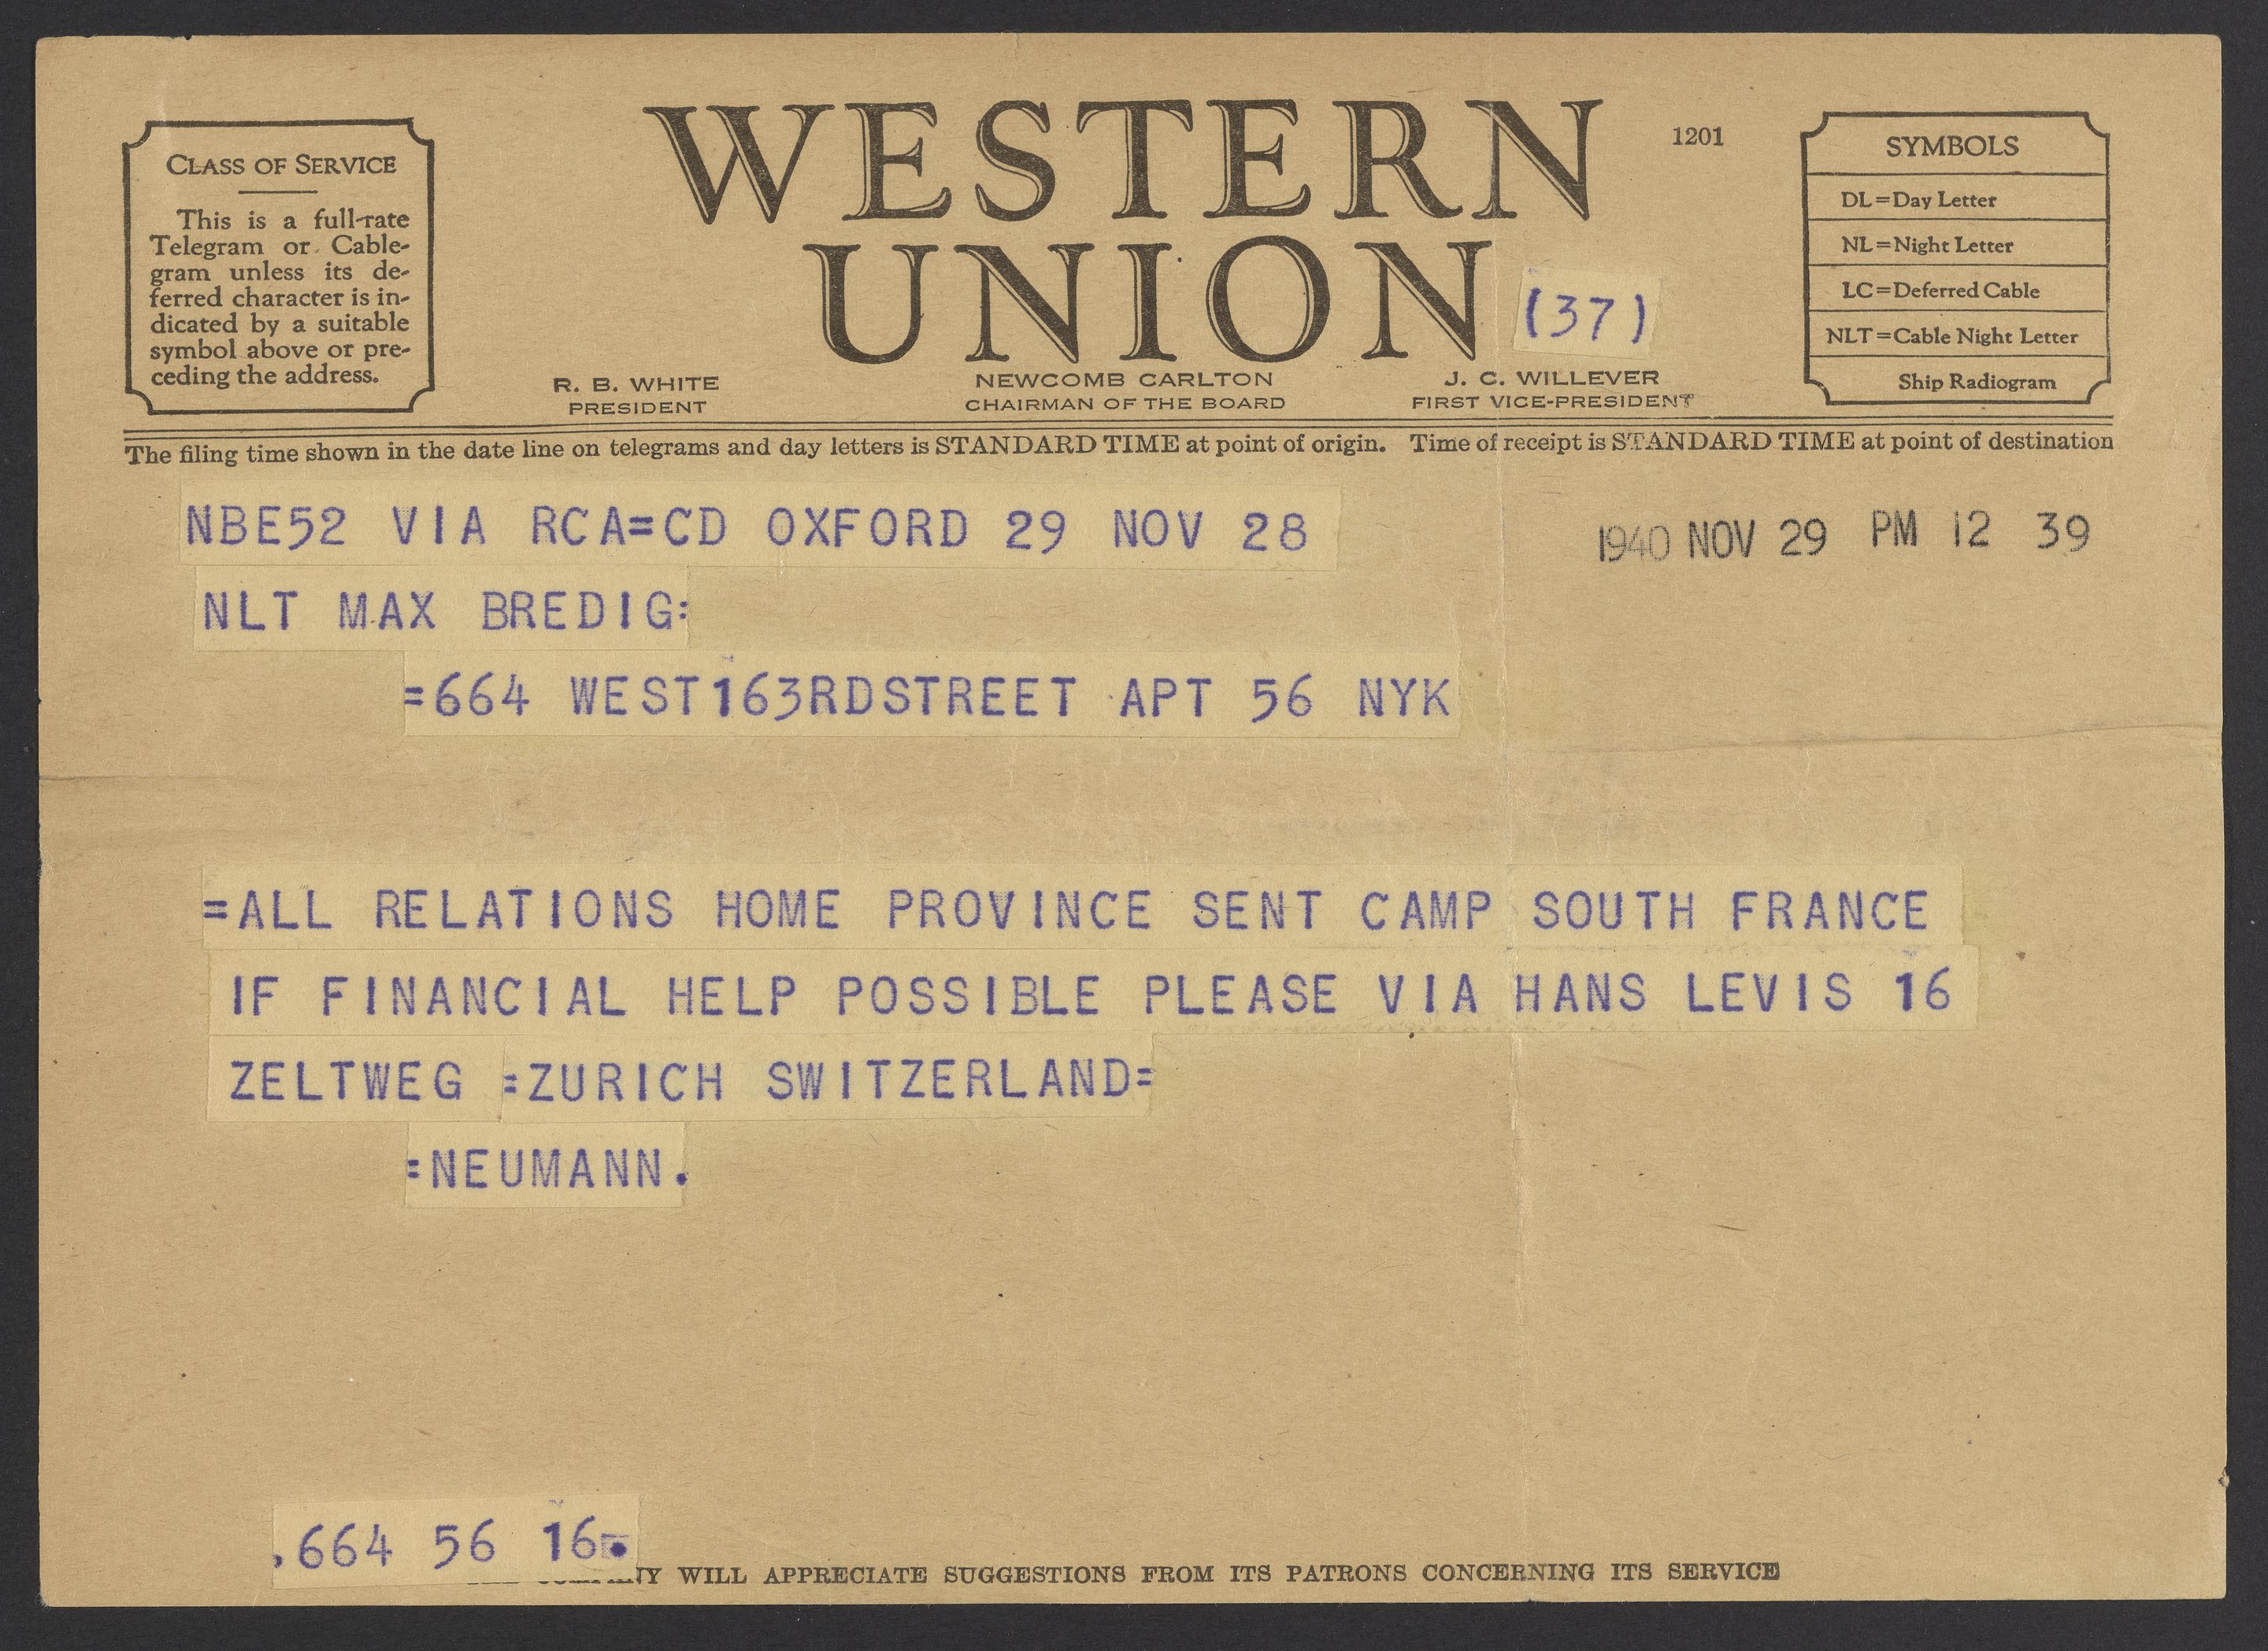 WESTERN
UNION
1201
(37)
CLASS OF SERVICE
This is a full-rate
Telegram or Cable-
gram unless its de-
ferred character is in-
dicated by a suitable
symbol above or pre-
ceding the address.
R. B. WHITE
PRESIDENT
NEWCOMB CARLTON
CHAIRMAN OF THE BOARD
J. C. WILLEVER
FIRST VICE-PRESIDENT
SYMBOLS
DL=Day Letter
NL=Night Letter
LC=Deferred Cable
NLT=Cable Night Letter
Ship Radiogram
The filing time shown in the date line on telegrams and day letters is STANDARD TIME at point of origin. Time of receipt is STANDARD TIME at point of destination
NBE52 VIA RCA=CD OXFORD 29 NOV 28
1940 NOV 29 PM 12 39
NLT MAX BREDIG=
=664 WEST163RDSTREET APT 56 NYK
=ALL RELATIONS HOME PROVINCE SENT CAMP SOUTH FRANCE
IF FINANCIAL HELP POSSIBLE PLEASE VIA HANS LEVIS 16
ZELTWEG =ZURICH SWITZERLAND=
=NEUMANN.
.664 56 16.
WILL APPRECIATE SUGGESTIONS FROM ITS PATRONS CONCERNING ITS SERVICE